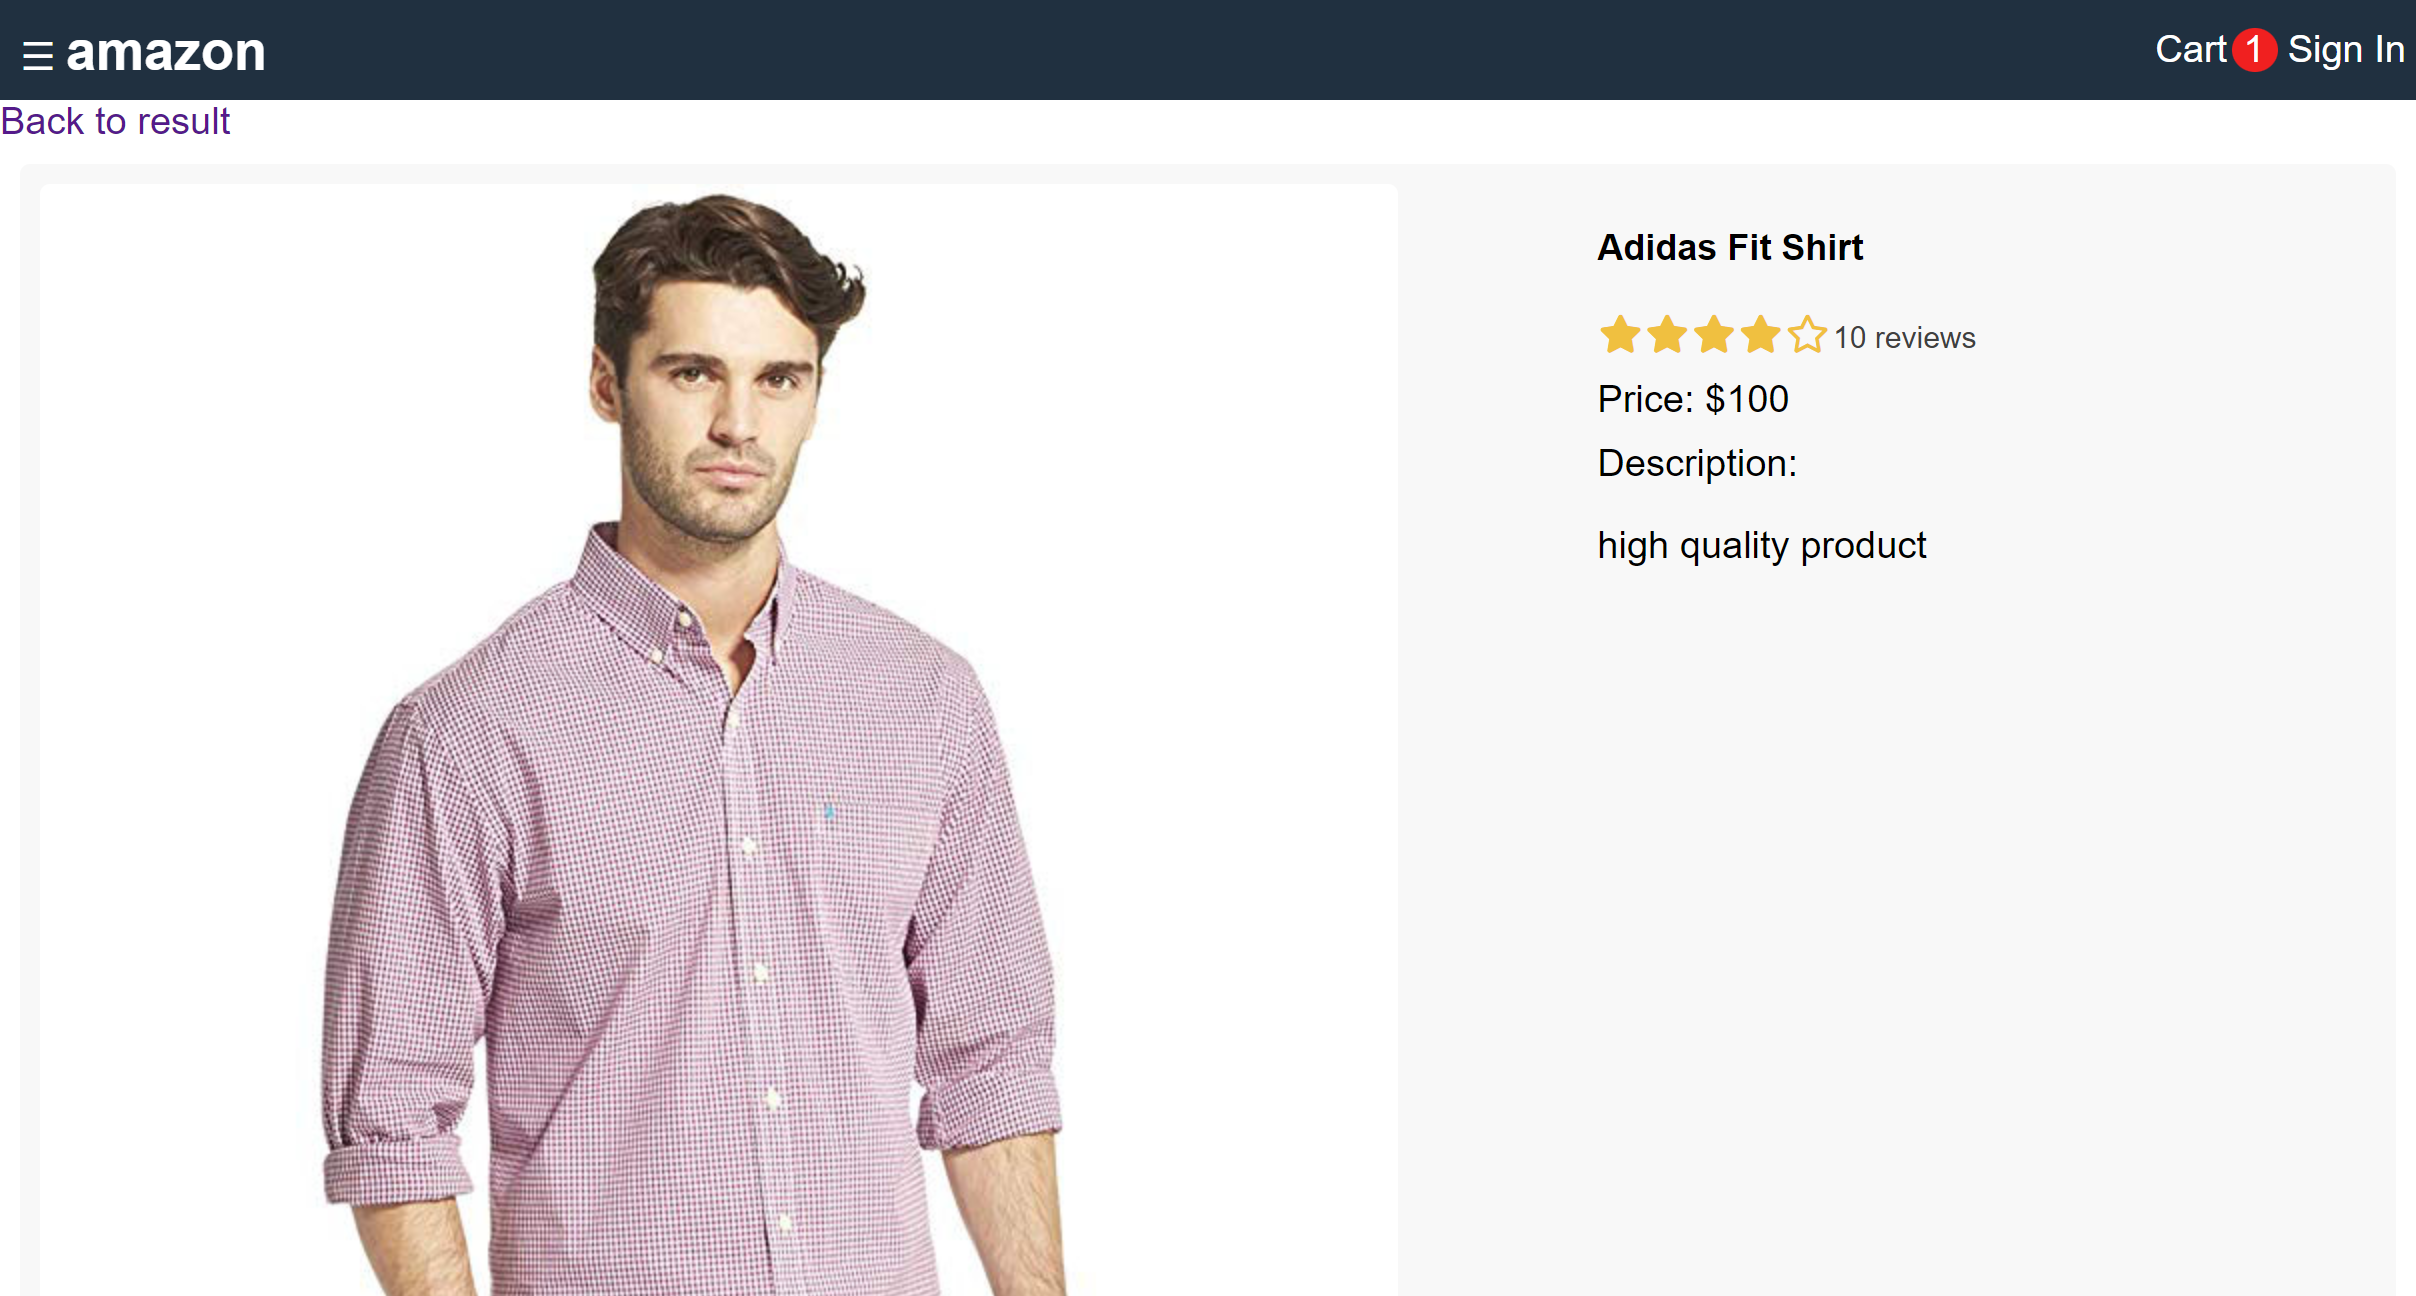 ☰ amazon
Cart 1 Sign In
Back to result
Adidas Fit Shirt
10 reviews
Price: $100
Description:
high quality product